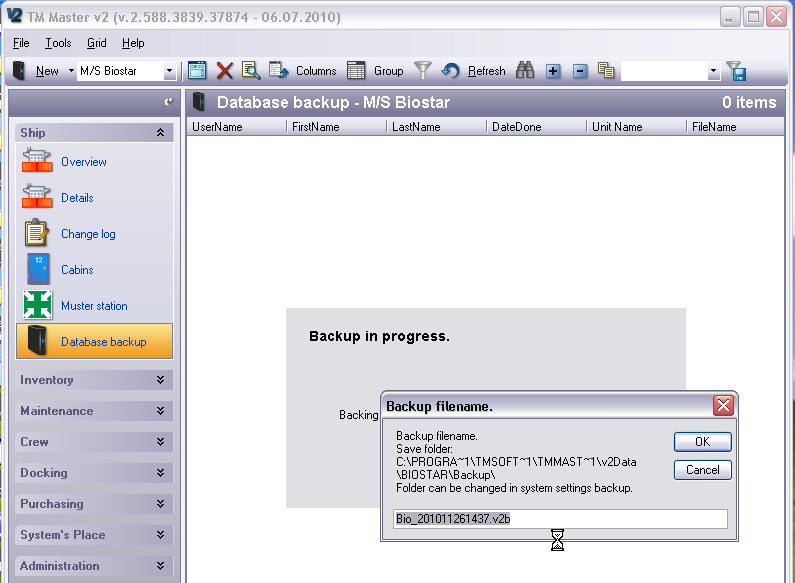 TM Master v2 (v.2.588.3839.37874 - 06.07.2010)
File Tools Grid Help
New M/S Biostar Columns Group Refresh
Database backup - M/S Biostar 0 items
UserName FirstName LastName DateDone Unit Name FileName
Ship
Overview
Details
Change log
12
Cabins
Muster station
Database backup
Inventory
Maintenance
Crew
Docking
Purchasing
System's Place
Administration
Backup in progress.
Backing
Backup filename.
Backup filename.
Save folder:
C:\PROGRA~1\TMSOFT~1\TMMAST~1\v2Data
\BIOSTAR\Backup\
Folder can be changed in system settings backup.
OK
Cancel
Bio_201011261437.v2b